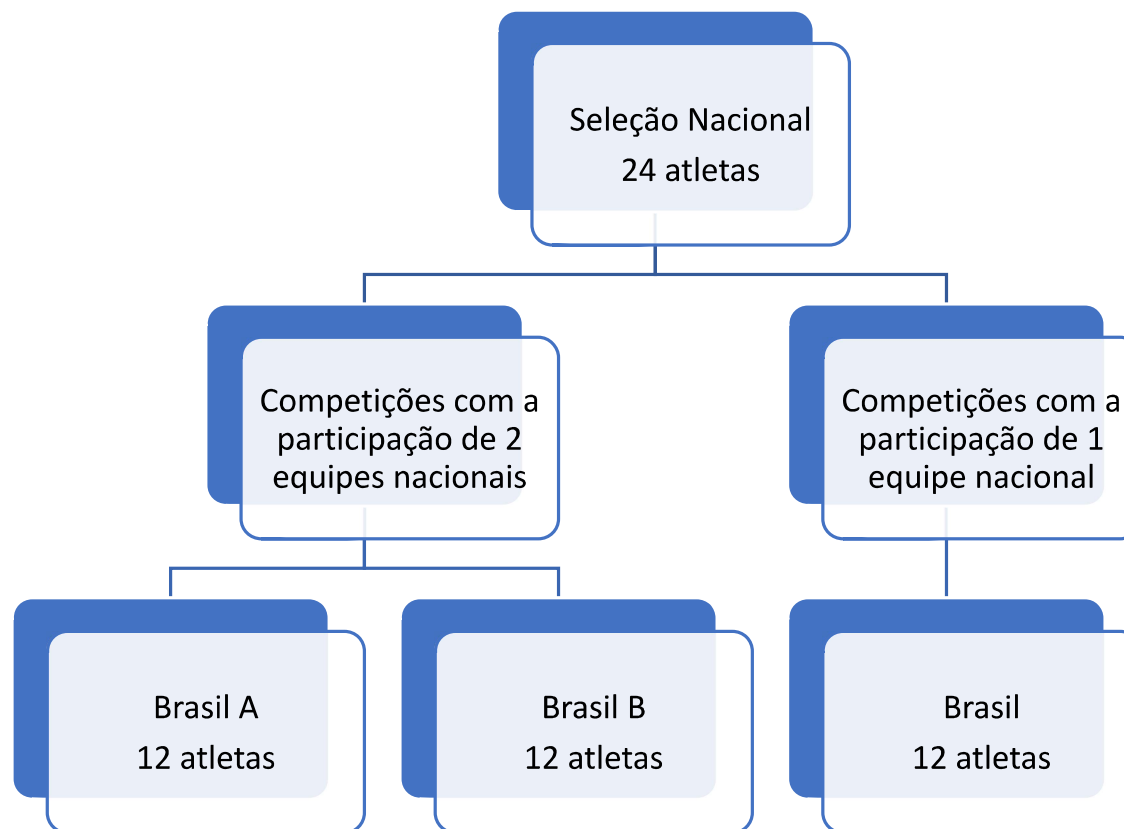 Seleção Nacional
24 atletas
Competições com a
participação de 2
equipes nacionais
Competições com a
participação de 1
equipe nacional
Brasil A
12 atletas
Brasil B
12 atletas
Brasil
12 atletas